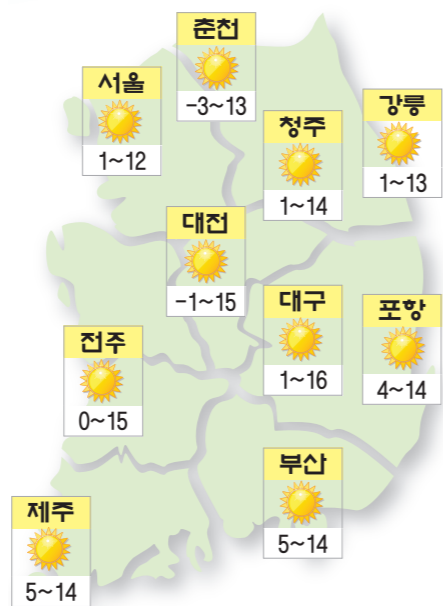 춘천
-3~13
서울
1~12
강릉
1~13
청주
1~14
대전
-1~15
대구
1~16
포항
4~14
전주
0~15
부산
5~14
제주
5~14